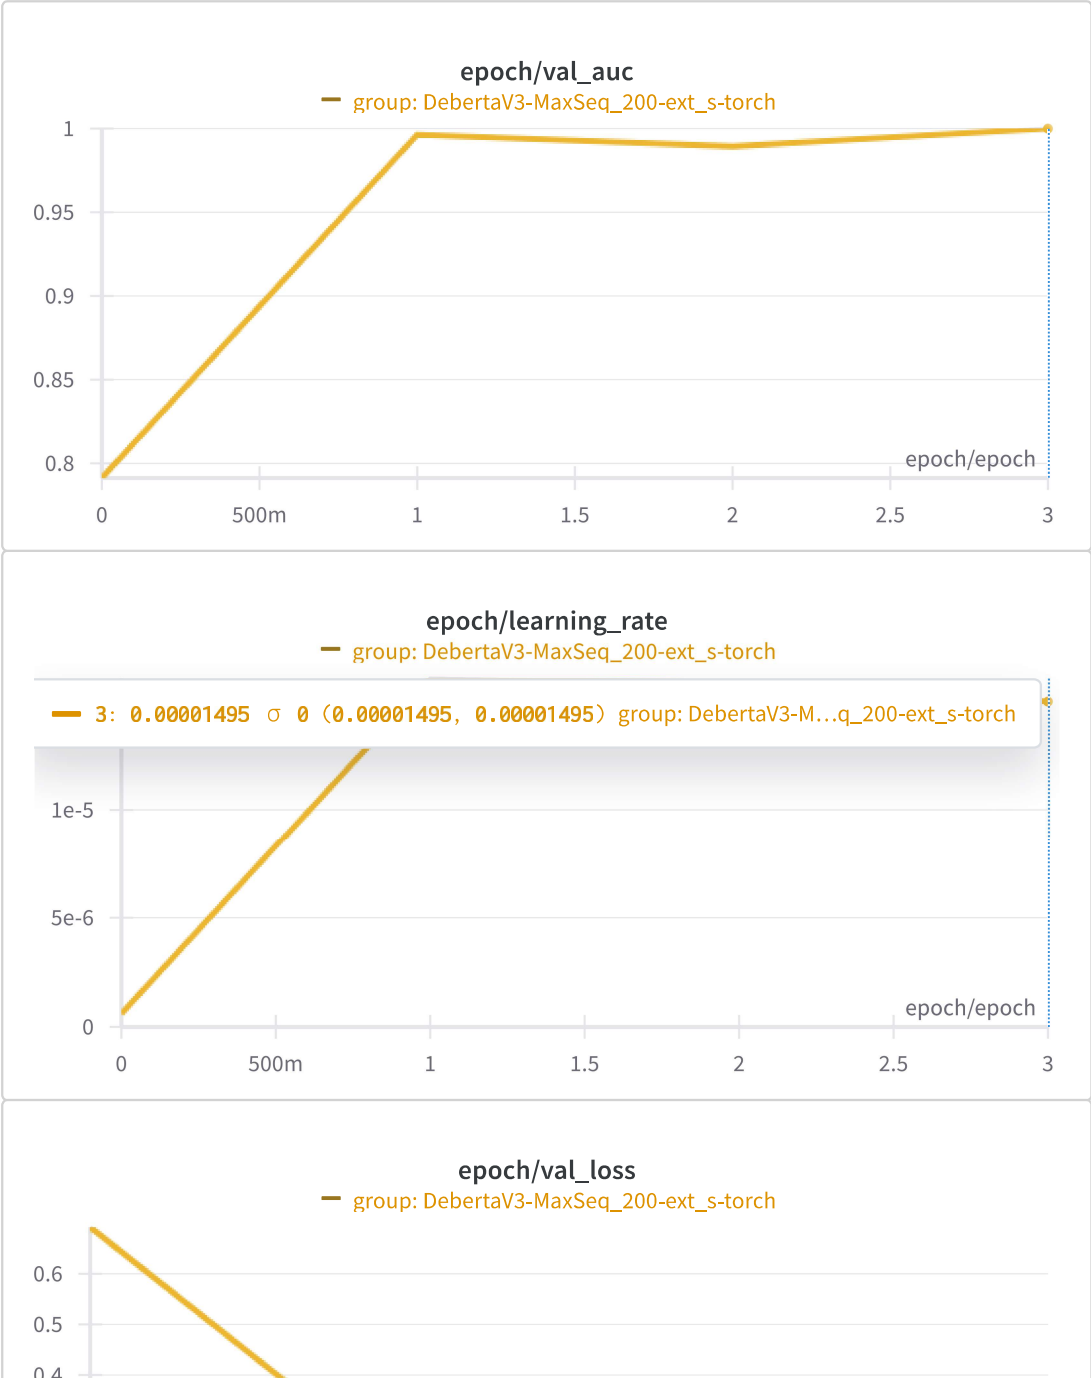 epoch/val_auc
group: DebertaV3-MaxSeq_200-ext_s-torch
1
0.95
0.9
0.85
0.8
epoch/epoch
0 500m 1 1.5 2 2.5 3
epoch/learning_rate
group: DebertaV3-MaxSeq_200-ext_s-torch
3: 0.00001495 σ 0 (0.00001495, 0.00001495) group: DebertaV3-M...q_200-ext_s-torch
1e-5
5e-6
epoch/epoch
0
0 500m 1 1.5 2 2.5 3
epoch/val_loss
group: DebertaV3-MaxSeq_200-ext_s-torch
0.6
0.5
0.4